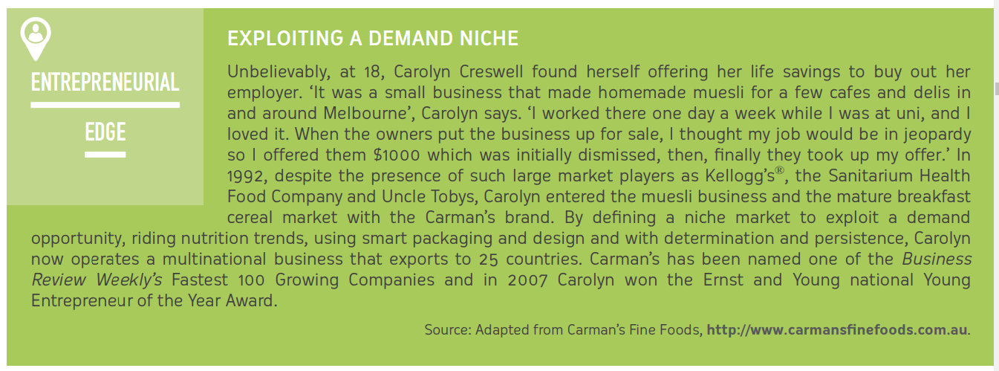 ENTREPRENEURIAL
EDGE
EXPLOITING A DEMAND NICHE
Unbelievably, at 18, Carolyn Creswell found herself offering her life savings to buy out her
employer. ‘It was a small business that made homemade muesli for a few cafes and delis in
and around Melbourne’, Carolyn says. ‘I worked there one day a week while I was at uni, and I
loved it. When the owners put the business up for sale, I thought my job would be in jeopardy
so I offered them $1000 which was initially dismissed, then, finally they took up my offer.’ In
1992, despite the presence of such large market players as Kellogg’s®, the Sanitarium Health
Food Company and Uncle Tobys, Carolyn entered the muesli business and the mature breakfast
cereal market with the Carman’s brand. By defining a niche market to exploit a demand
opportunity, riding nutrition trends, using smart packaging and design and with determination and persistence, Carolyn
now operates a multinational business that exports to 25 countries. Carman’s has been named one of the Business
Review Weekly’s Fastest 100 Growing Companies and in 2007 Carolyn won the Ernst and Young national Young
Entrepreneur of the Year Award.
Source: Adapted from Carman’s Fine Foods, http://www.carmansfinefoods.com.au.